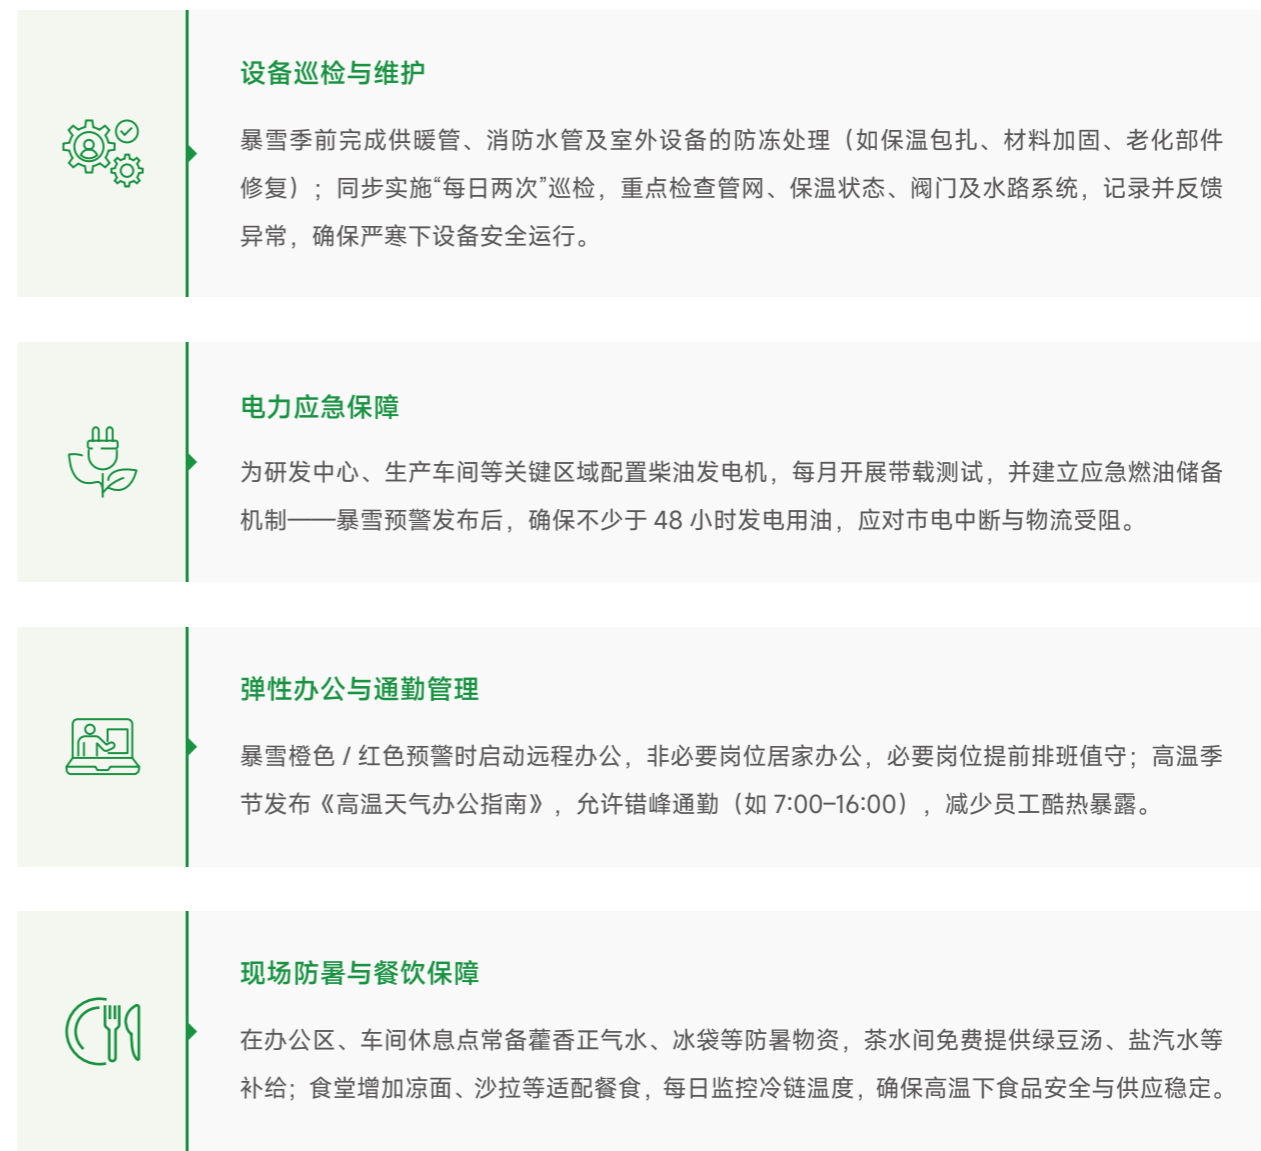 设备巡检与维护
暴雪季前完成供暖管、消防水管及室外设备的防冻处理（如保温包扎、材料加固、老化部件
修复）；同步实施“每日两次”巡检，重点检查管网、保温状态、阀门及水路系统，记录并反馈
异常，确保严寒下设备安全运行。
电力应急保障
为研发中心、生产车间等关键区域配置柴油发电机，每月开展带载测试，并建立应急燃油储备
机制——暴雪预警发布后，确保不少于 48 小时发电用油，应对市电中断与物流受阻。
弹性办公与通勤管理
暴雪橙色 / 红色预警时启动远程办公，非必要岗位居家办公，必要岗位提前排班值守；高温季
节发布《高温天气办公指南》，允许错峰通勤（如 7:00–16:00），减少员工酷热暴露。
现场防暑与餐饮保障
在办公区、车间休息点常备藿香正气水、冰袋等防暑物资，茶水间免费提供绿豆汤、盐汽水等
补给；食堂增加凉面、沙拉等适配餐食，每日监控冷链温度，确保高温下食品安全与供应稳定。